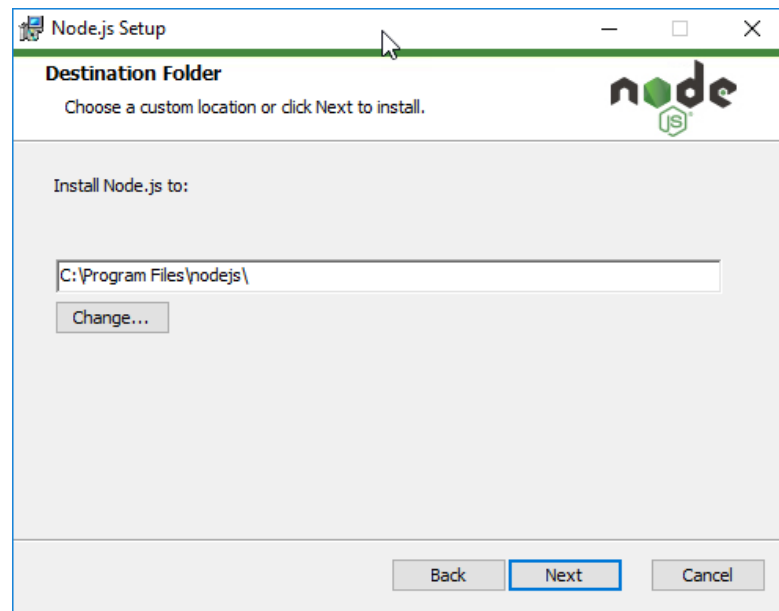 Node.js Setup
Destination Folder
Choose a custom location or click Next to install.
node
JS
Install Node.js to:
C:\Program Files\nodejs\
Change...
Back
Next
Cancel